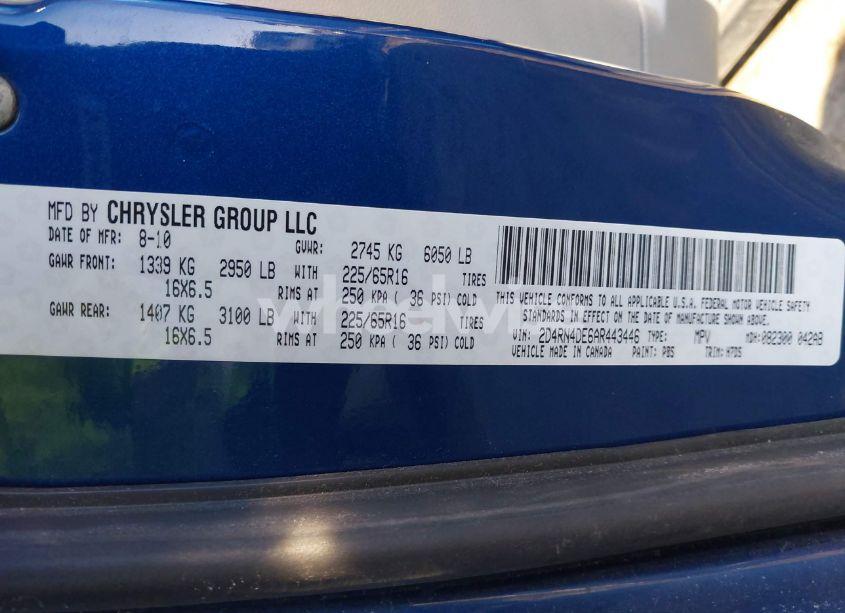 MFD BY CHRYSLER GROUP LLC
DATE OF MFR: 8-10 GVWR: 2745 KG 6050 LB
GAWR FRONT: 1339 KG 2950 LB WITH 225/65R16 TIRES
16X6.5 RIMS AT 250 KPA ( 36 PSI) COLD
GAWR REAR: 1407 KG 3100 LB WITH 225/65R16 TIRES
16X6.5 RIMS AT 250 KPA ( 36 PSI) COLD
THIS VEHICLE CONFORMS TO ALL APPLICABLE U.S.A. FEDERAL MOTOR VEHICLE SAFETY
STANDARDS IN EFFECT ON THE DATE OF MANUFACTURE SHOWN ABOVE.
VIN: 2D4RN4DE6AR443446 TYPE: MPV MDH: 082300 042AB
VEHICLE MADE IN CANADA PAINT: PBS TRIM: H7DS